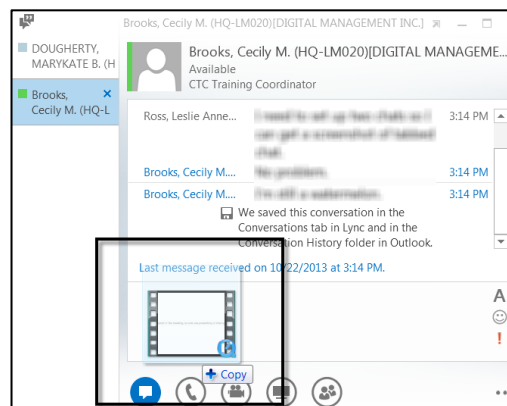 Brooks, Cecily M. (HQ-LM020)[DIGITAL MANAGEMENT INC.]
DOUGHERTY,
MARYKATE B. (H
Brooks,
Cecily M. (HQ-L
Brooks, Cecily M. (HQ-LM020)[DIGITAL MANAGEME...
Available
CTC Training Coordinator
Ross, Leslie Anne... 3:14 PM
Brooks, Cecily M.... 3:14 PM
Brooks, Cecily M.... 3:14 PM
We saved this conversation in the
Conversations tab in Lync and in the
Conversation History folder in Outlook.
Last message received on 10/22/2013 at 3:14 PM.
A
!
Copy